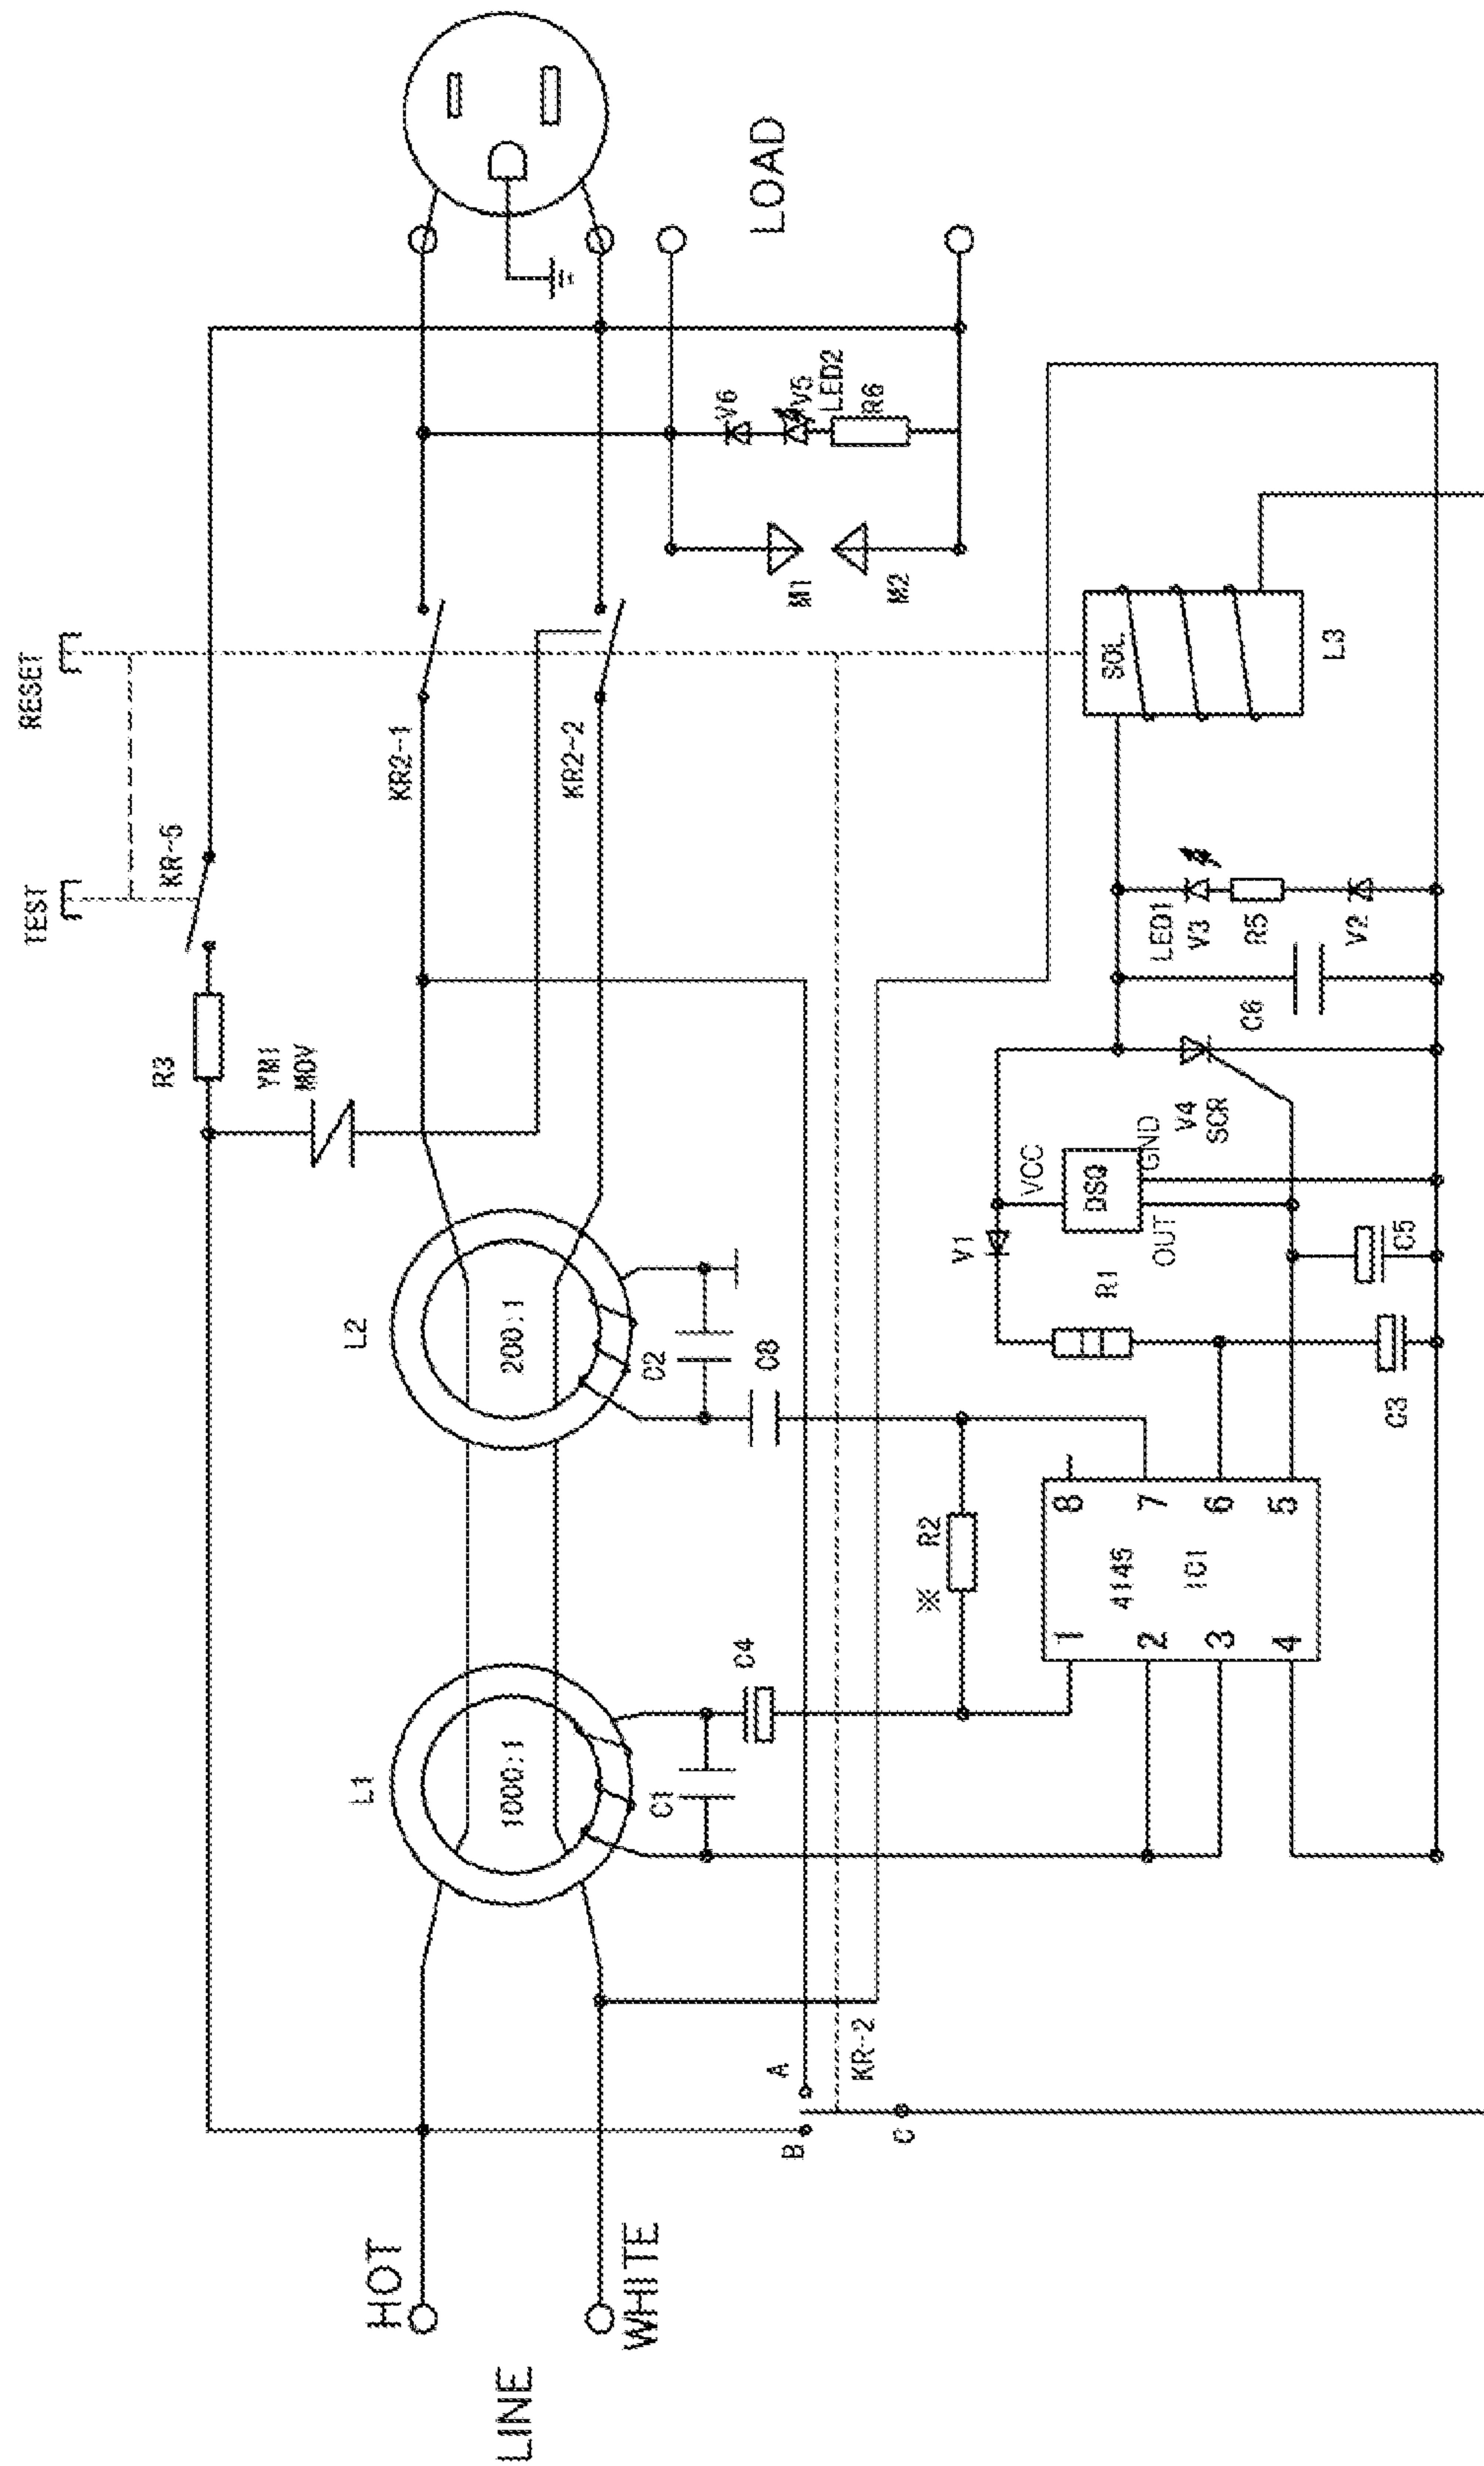 RESET
TEST
KR-5
R3
YM1
MOV
KR2-1
KR2-2
L2
200:1
L1
1000:1
HOT
LINE
WHITE
LOAD
V6
V5
LED2
R6
M1
M2
SOL
L3
LED1
V3
R5
V2
C6
V4
SCR
VCC
DSQ
GND
OUT
V1
R1
C5
C3
C2
C8
C1
C4
※ R2
8
7
6
5
4145
IC1
1
2
3
4
A
B
C
KR-2